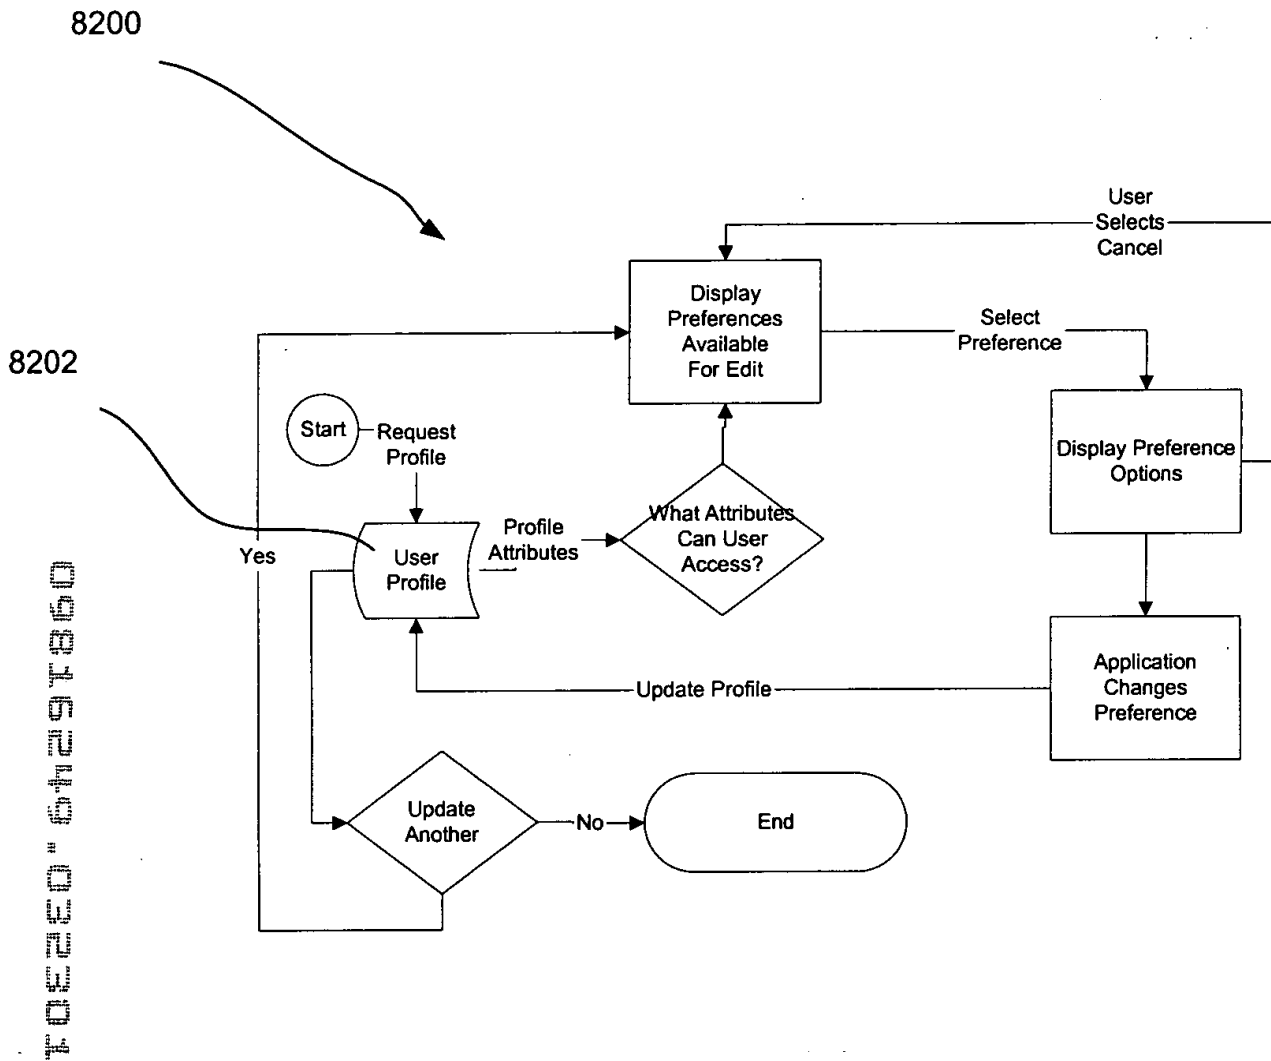 8200
User
Selects
Cancel
Display
Preferences
Available
For Edit
Select
Preference
8202
Start
Request
Profile
Display Preference
Options
What Attributes
Can User
Access?
Profile
Attributes
User
Profile
Yes
Application
Changes
Preference
Update Profile
Update
Another
No
End